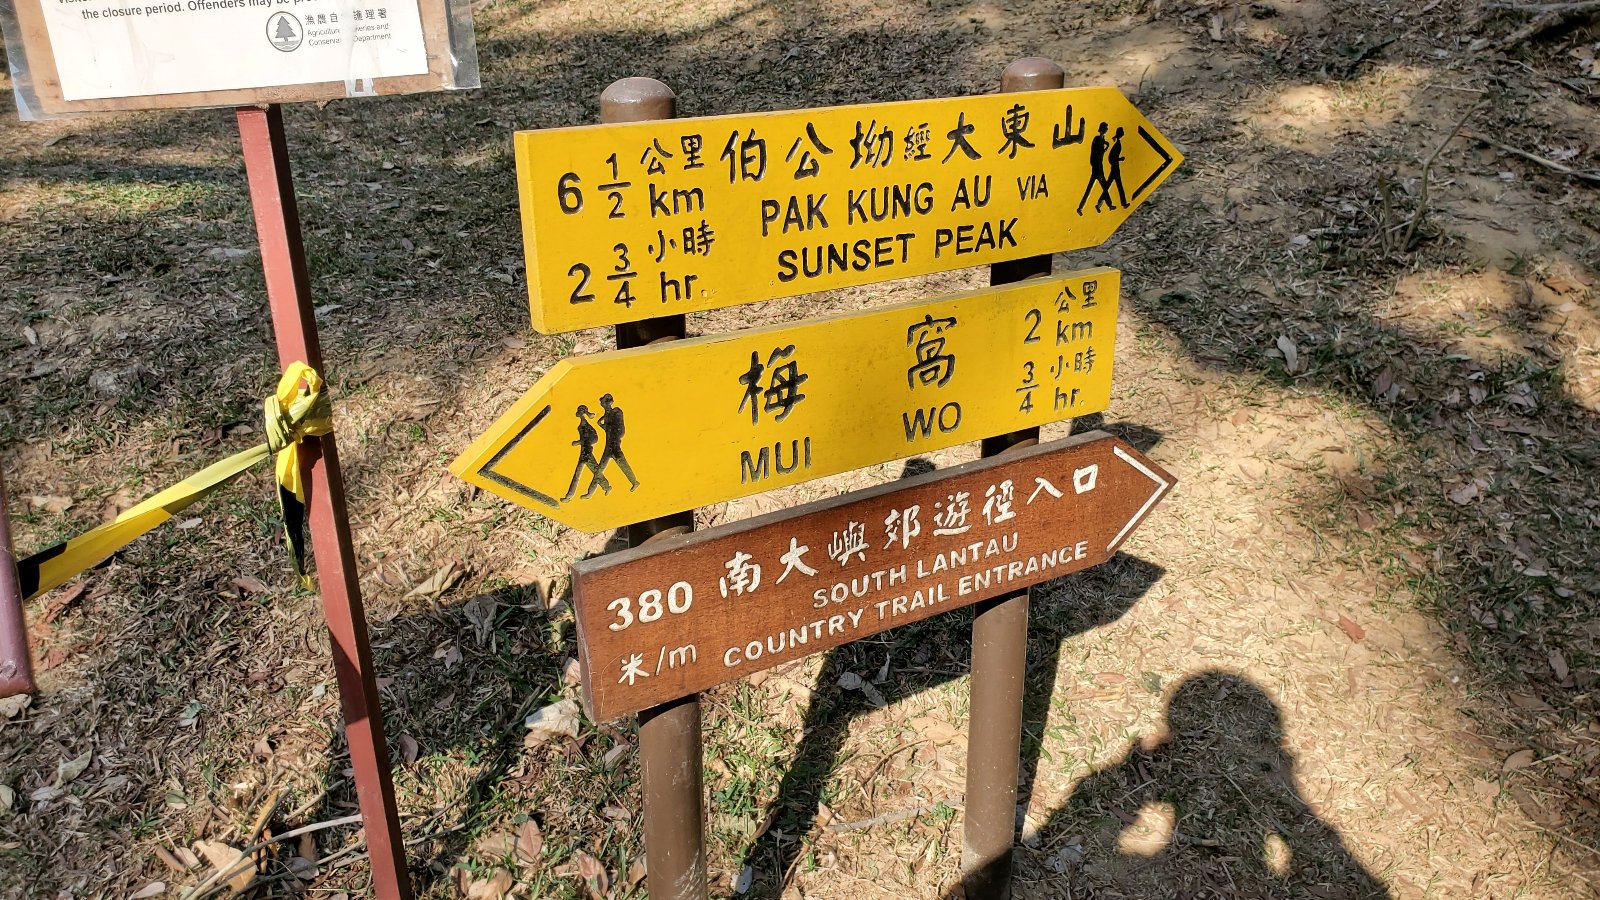 the closure period. Offenders may be
漁農自 護理署
Conserva Department
6 1/2 公里 km
2 3/4 小時 hr.
伯公坳經大東山
PAK KUNG AU VIA
SUNSET PEAK
梅窩
MUI WO
2 公里 km
3/4 小時 hr.
380
米/m
南大嶼郊遊徑入口
SOUTH LANTAU
COUNTRY TRAIL ENTRANCE